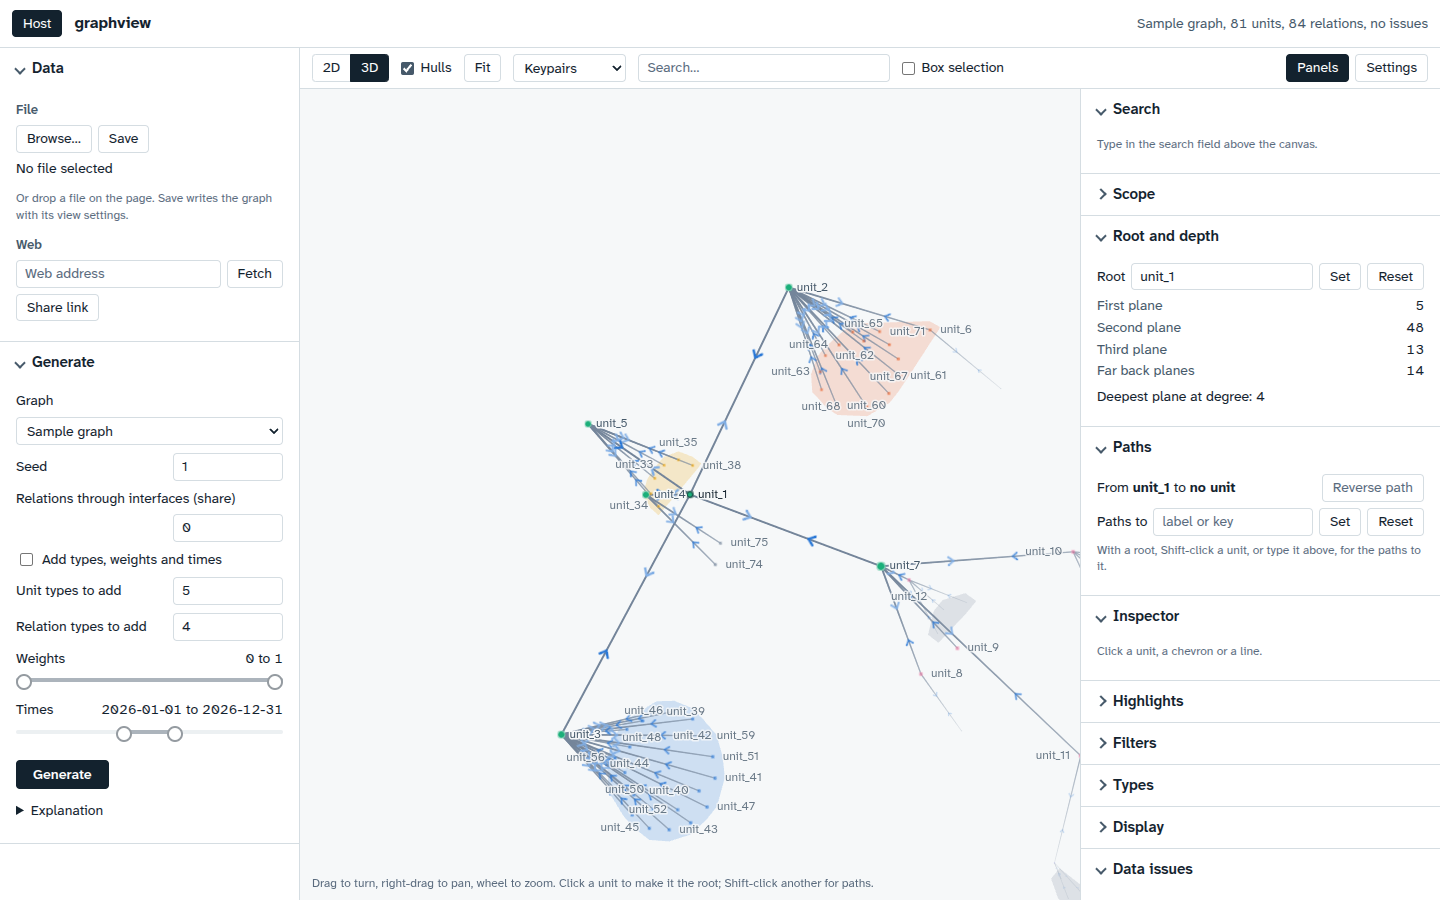 Host graphview
Sample graph, 81 units, 84 relations, no issues
Data
File
Browse... Save
No file selected
Or drop a file on the page. Save writes the graph
with its view settings.
Web
Web address Fetch
Share link
Generate
Graph
Sample graph
Seed 1
Relations through interfaces (share)
0
Add types, weights and times
Unit types to add 5
Relation types to add 4
Weights 0 to 1
Times 2026-01-01 to 2026-12-31
Generate
Explanation
2D 3D Hulls Fit Keypairs Search... Box selection Panels Settings
unit_2
unit_65
unit_71
unit_6
unit_64
unit_62
unit_63
unit_67
unit_61
unit_68
unit_60
unit_70
unit_5
unit_35
unit_33
unit_38
unit_4
unit_1
unit_34
unit_75
unit_74
unit_10
unit_7
unit_12
unit_9
unit_8
unit_11
unit_46
unit_39
unit_3
unit_48
unit_42
unit_59
unit_56
unit_44
unit_51
unit_41
unit_50
unit_40
unit_52
unit_47
unit_45
unit_43
Drag to turn, right-drag to pan, wheel to zoom. Click a unit to make it the root; Shift-click another for paths.
Search
Type in the search field above the canvas.
Scope
Root and depth
Root unit_1 Set Reset
First plane 5
Second plane 48
Third plane 13
Far back planes 14
Deepest plane at degree: 4
Paths
From unit_1 to no unit Reverse path
Paths to label or key Set Reset
With a root, Shift-click a unit, or type it above, for the paths to
it.
Inspector
Click a unit, a chevron or a line.
Highlights
Filters
Types
Display
Data issues